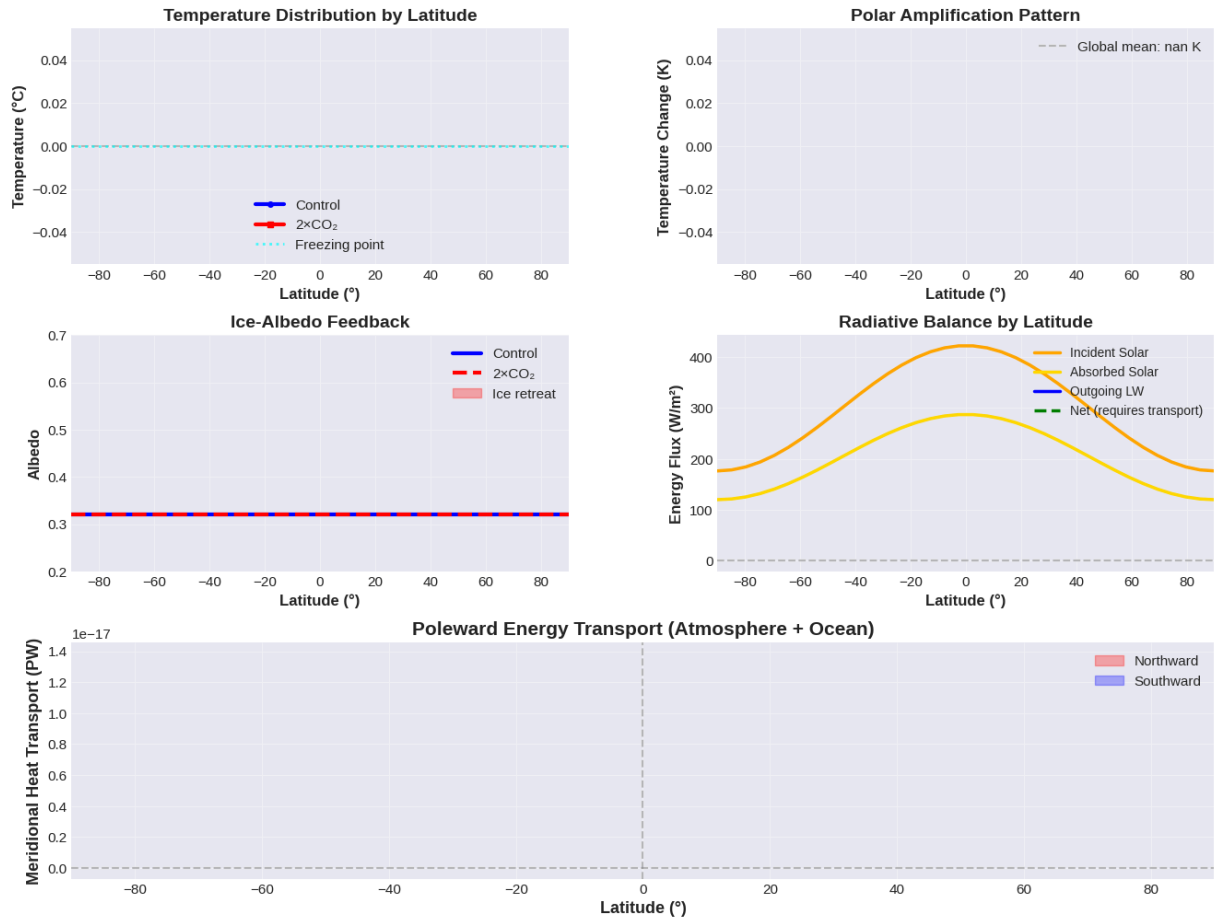 Temperature Distribution by Latitude
Temperature (°C)
0.04
0.02
0.00
−0.02
−0.04
Control
2×CO₂
Freezing point
−80 −60 −40 −20 0 20 40 60 80
Latitude (°)
Polar Amplification Pattern
Temperature Change (K)
0.04
0.02
0.00
−0.02
−0.04
Global mean: nan K
−80 −60 −40 −20 0 20 40 60 80
Latitude (°)
Ice-Albedo Feedback
Albedo
0.7
0.6
0.5
0.4
0.3
0.2
Control
2×CO₂
Ice retreat
−80 −60 −40 −20 0 20 40 60 80
Latitude (°)
Radiative Balance by Latitude
Energy Flux (W/m²)
400
300
200
100
0
Incident Solar
Absorbed Solar
Outgoing LW
Net (requires transport)
−80 −60 −40 −20 0 20 40 60 80
Latitude (°)
Poleward Energy Transport (Atmosphere + Ocean)
Meridional Heat Transport (PW)
1e−17
1.4
1.2
1.0
0.8
0.6
0.4
0.2
0.0
Northward
Southward
−80 −60 −40 −20 0 20 40 60 80
Latitude (°)